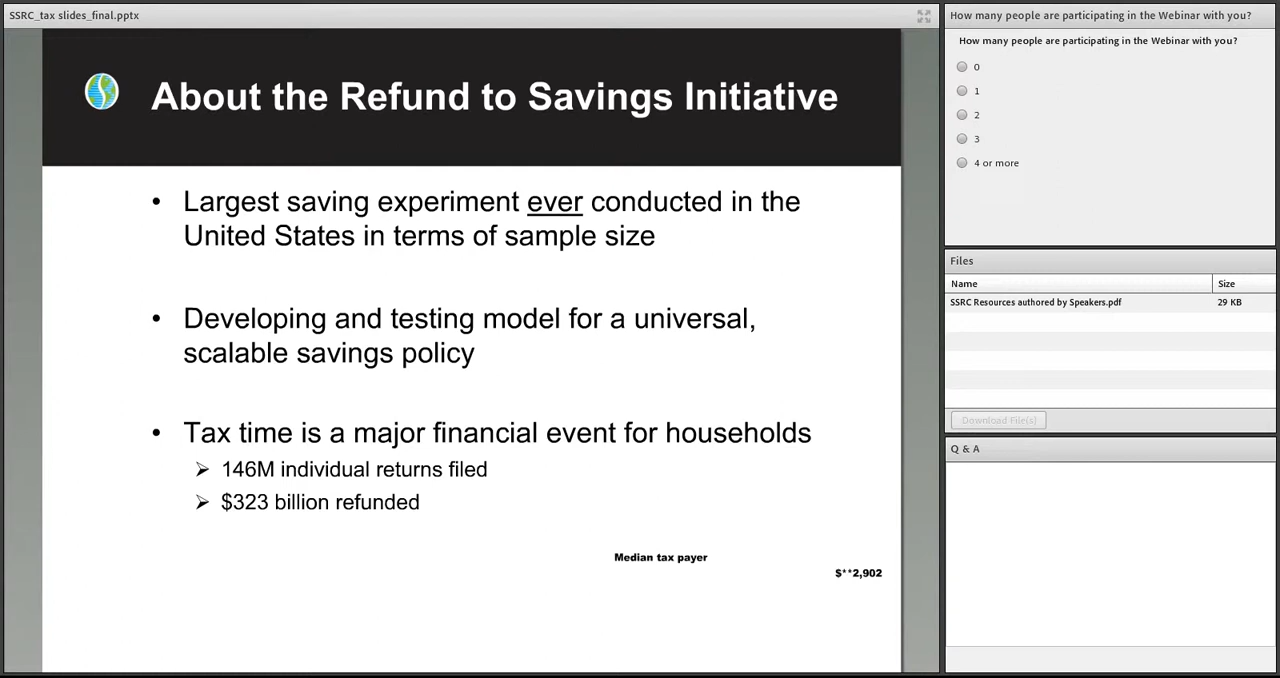 SSRC_tax slides_final.pptx
About the Refund to Savings Initiative
• Largest saving experiment ever conducted in the
United States in terms of sample size
• Developing and testing model for a universal,
scalable savings policy
• Tax time is a major financial event for households
➢ 146M individual returns filed
➢ $323 billion refunded
Median tax payer
$**2,902
How many people are participating in the Webinar with you?
How many people are participating in the Webinar with you?
0
1
2
3
4 or more
Files
Name Size
SSRC Resources authored by Speakers.pdf 29 KB
Download File(s)
Q & A